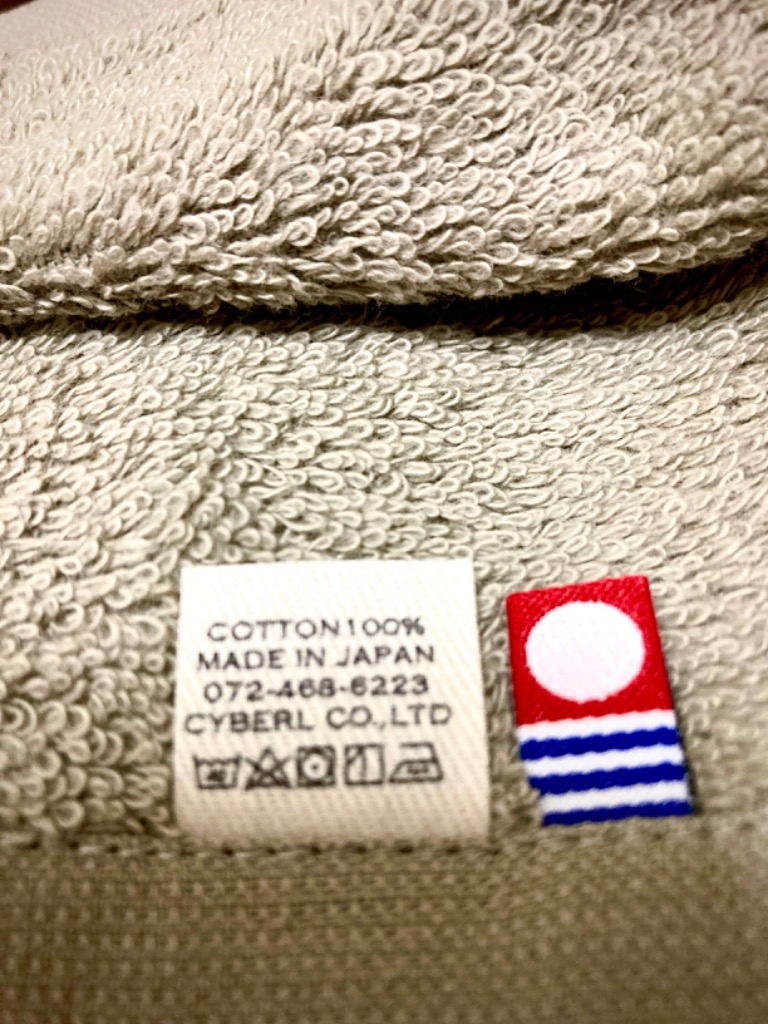 COTTON100%
MADE IN JAPAN
072-468-6223
CYBERL CO.,LTD